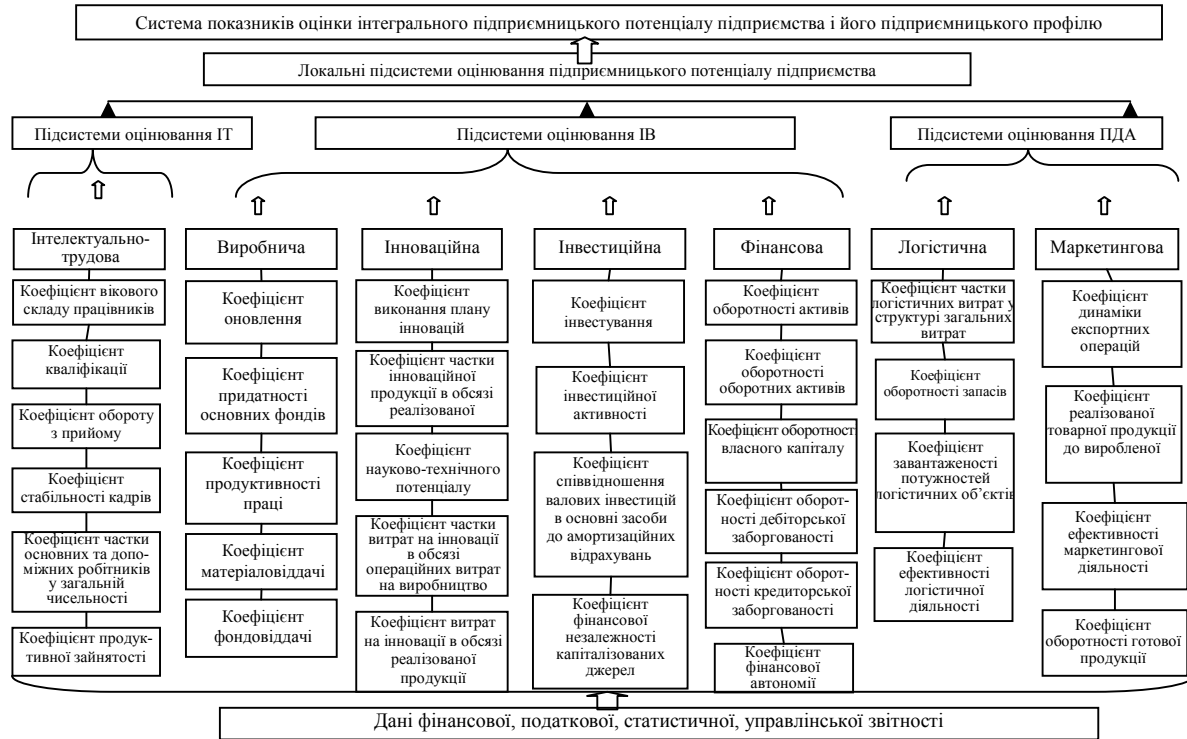 Система показників оцінки інтегрального підприємницького потенціалу підприємства і його підприємницького профілю
Локальні підсистеми оцінювання підприємницького потенціалу підприємства
Підсистеми оцінювання ІТ
Підсистеми оцінювання ІВ
Підсистеми оцінювання ПДА
Інтелектуально-
трудова
Коефіцієнт вікового
складу працівників
Коефіцієнт
кваліфікації
Коефіцієнт обороту
з прийому
Коефіцієнт
стабільності кадрів
Коефіцієнт частки
основних та допо-
міжних робітників
у загальній
чисельності
Коефіцієнт продук-
тивної зайнятості
Виробнича
Коефіцієнт
оновлення
Коефіцієнт
придатності
основних фондів
Коефіцієнт
продуктивності
праці
Коефіцієнт
матеріаловіддачі
Коефіцієнт
фондовіддачі
Інноваційна
Коефіцієнт
виконання плану
інновацій
Коефіцієнт частки
інноваційної
продукції в обсязі
реалізованої
Коефіцієнт
науково-технічного
потенціалу
Коефіцієнт частки
витрат на інновації
в обсязі
операційних витрат
на виробництво
Коефіцієнт витрат
на інновації в обсязі
реалізованої
продукції
Інвестиційна
Коефіцієнт
інвестування
Коефіцієнт
інвестиційної
активності
Коефіцієнт
співвідношення
валових інвестицій
в основні засоби
до амортизаційних
відрахувань
Коефіцієнт
фінансової
незалежності
капіталізованих
джерел
Фінансова
Коефіцієнт
оборотності активів
Коефіцієнт
оборотності
оборотних активів
Коефіцієнт оборотності
власного капіталу
Коефіцієнт оборот-
ності дебіторської
заборгованості
Коефіцієнт оборот-
ності кредиторської
заборгованості
Коефіцієнт
фінансової
автономії
Логістична
Коефіцієнт частки
логістичних витрат у
структурі загальних
витрат
Коефіцієнт
оборотності запасів
Коефіцієнт
завантаженості
потужностей
логістичних об’єктів
Коефіцієнт
ефективності
логістичної
діяльності
Маркетингова
Коефіцієнт
динаміки
експортних
операцій
Коефіцієнт
реалізованої
товарної продукції
до виробленої
Коефіцієнт
ефективності
маркетингової
діяльності
Коефіцієнт
оборотності готової
продукції
Дані фінансової, податкової, статистичної, управлінської звітності